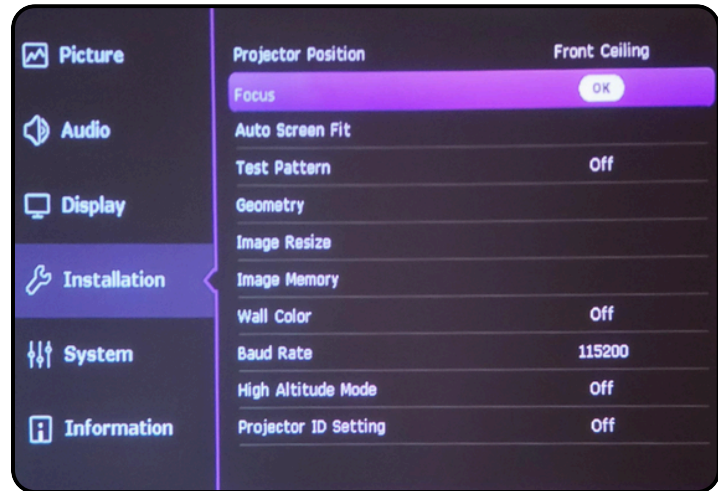 Picture
Audio
Display
Installation
System
Information
Projector Position Front Ceiling
Focus OK
Auto Screen Fit
Test Pattern Off
Geometry
Image Resize
Image Memory
Wall Color Off
Baud Rate 115200
High Altitude Mode Off
Projector ID Setting Off